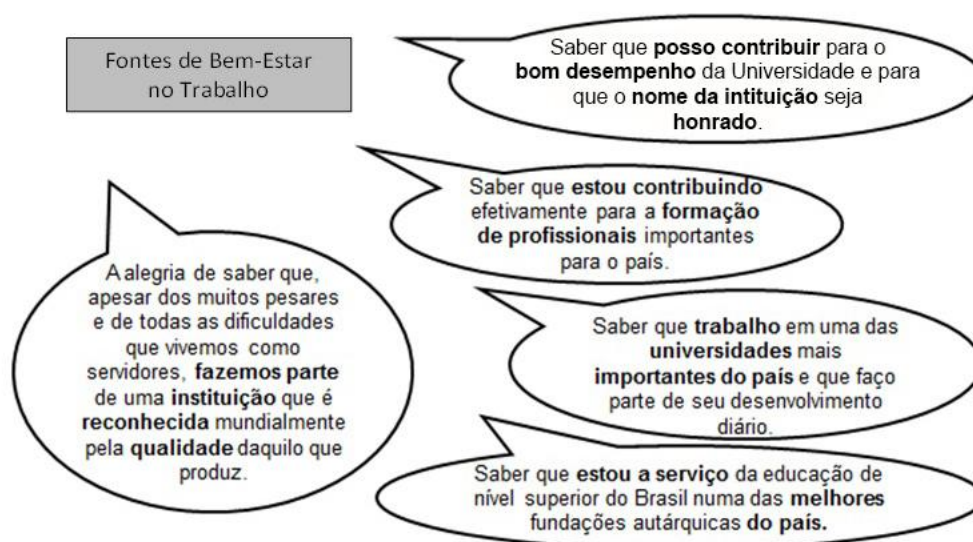 Fontes de Bem-Estar
no Trabalho
Saber que posso contribuir para o
bom desempenho da Universidade e para
que o nome da intituição seja
honrado.
Saber que estou contribuindo
efetivamente para a formação
de profissionais importantes
para o país.
A alegria de saber que,
apesar dos muitos pesares
e de todas as dificuldades
que vivemos como
servidores, fazemos parte
de uma instituição que é
reconhecida mundialmente
pela qualidade daquilo que
produz.
Saber que trabalho em uma das
universidades mais
importantes do país e que faço
parte de seu desenvolvimento
diário.
Saber que estou a serviço da educação de
nível superior do Brasil numa das melhores
fundações autárquicas do país.